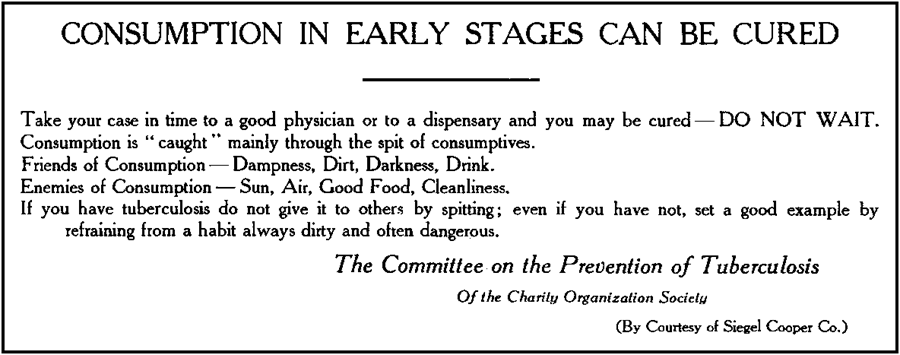 CONSUMPTION IN EARLY STAGES CAN BE CURED
Take your case in time to a good physician or to a dispensary and you may be cured — DO NOT WAIT.
Consumption is "caught" mainly through the spit of consumptives.
Friends of Consumption — Dampness, Dirt, Darkness, Drink.
Enemies of Consumption — Sun, Air, Good Food, Cleanliness.
If you have tuberculosis do not give it to others by spitting; even if you have not, set a good example by
refraining from a habit always dirty and often dangerous.
The Committee on the Prevention of Tuberculosis
Of the Charity Organization Society
(By Courtesy of Siegel Cooper Co.)